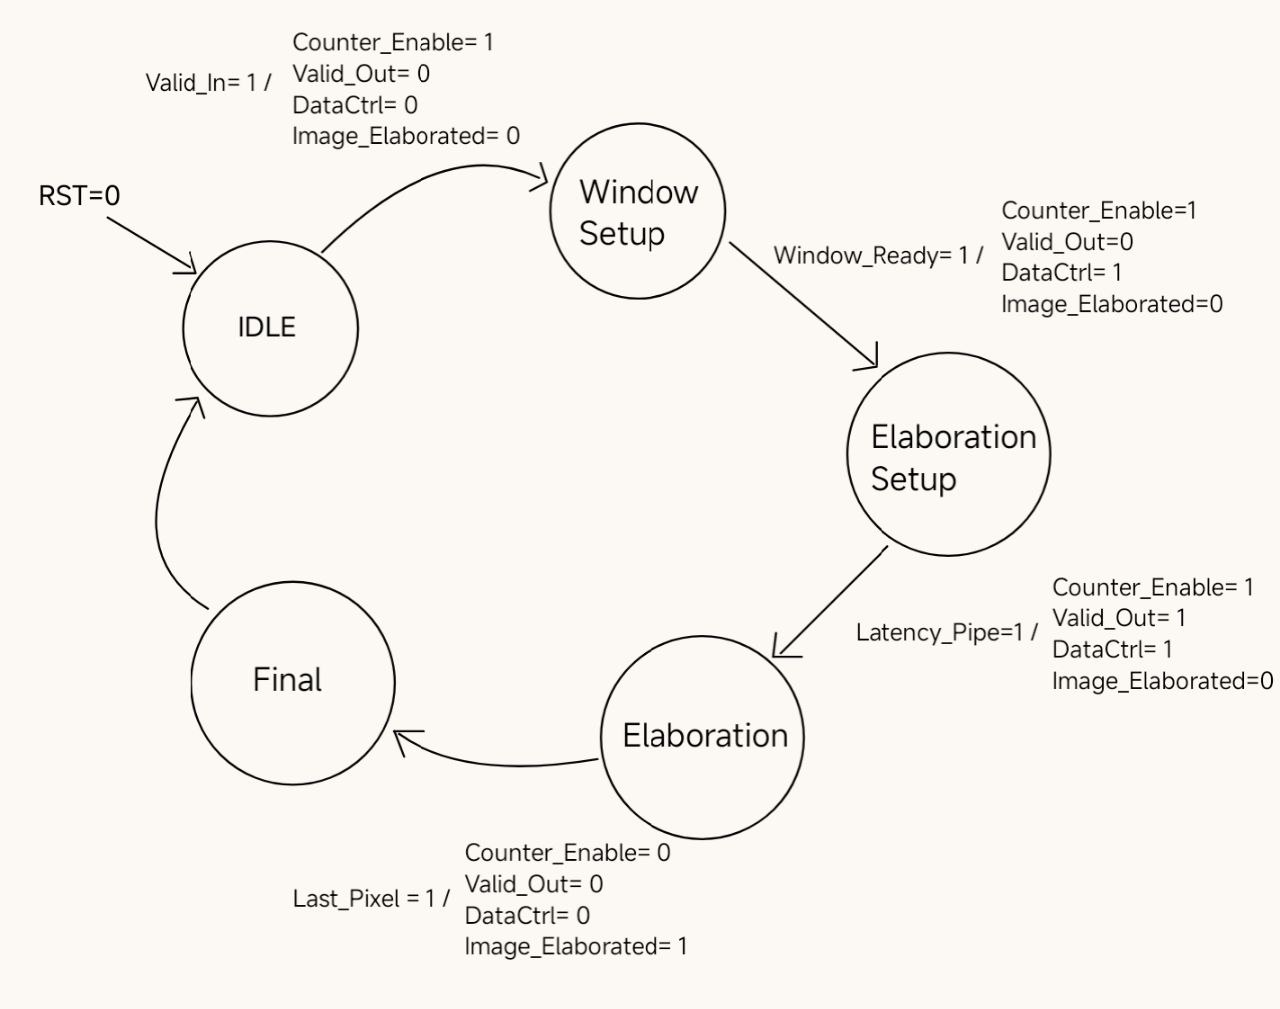 Counter_Enable= 1
Valid_In= 1 /
Valid_Out= 0
DataCtrl= 0
Image_Elaborated= 0
RST=0
Window
Setup
Counter_Enable=1
Valid_Out=0
Window_Ready= 1 /
DataCtrl= 1
Image_Elaborated=0
IDLE
Elaboration
Setup
Counter_Enable= 1
Valid_Out= 1
Latency_Pipe=1 /
DataCtrl= 1
Image_Elaborated=0
Final
Elaboration
Counter_Enable= 0
Valid_Out= 0
Last_Pixel = 1 /
DataCtrl= 0
Image_Elaborated= 1